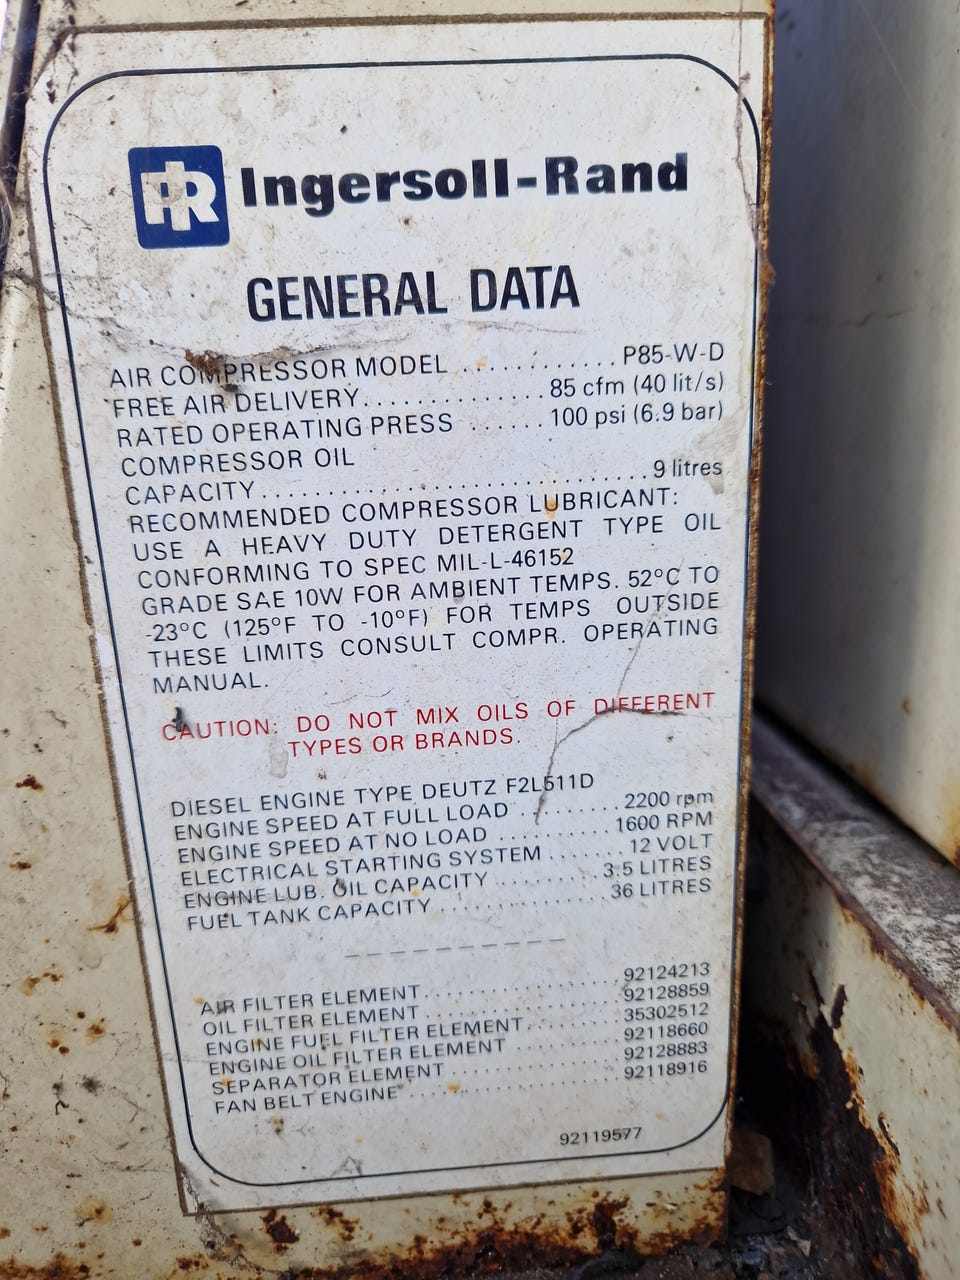 IR Ingersoll-Rand
GENERAL DATA
AIR COMPRESSOR MODEL ............ P85-W-D
FREE AIR DELIVERY.............. 85 cfm (40 lit/s)
RATED OPERATING PRESS ...... 100 psi (6.9 bar)
COMPRESSOR OIL
CAPACITY................................ 9 litres
RECOMMENDED COMPRESSOR LUBRICANT:
USE A HEAVY DUTY DETERGENT TYPE OIL
CONFORMING TO SPEC MIL-L-46152
GRADE SAE 10W FOR AMBIENT TEMPS. 52°C TO
-23°C (125°F TO -10°F) FOR TEMPS OUTSIDE
THESE LIMITS CONSULT COMPR. OPERATING
MANUAL.
CAUTION: DO NOT MIX OILS OF DIFFERENT
TYPES OR BRANDS.
DIESEL ENGINE TYPE DEUTZ F2L511D
ENGINE SPEED AT FULL LOAD ......... 2200 rpm
ENGINE SPEED AT NO LOAD .......... 1600 RPM
ELECTRICAL STARTING SYSTEM ....... 12 VOLT
ENGINE LUB. OIL CAPACITY .......... 3.5 LITRES
FUEL TANK CAPACITY ............... 36 LITRES
AIR FILTER ELEMENT.................. 92124213
OIL FILTER ELEMENT.................. 92128859
ENGINE FUEL FILTER ELEMENT......... 35302512
ENGINE OIL FILTER ELEMENT.......... 92118660
SEPARATOR ELEMENT................. 92128883
FAN BELT ENGINE..................... 92118916
92119577